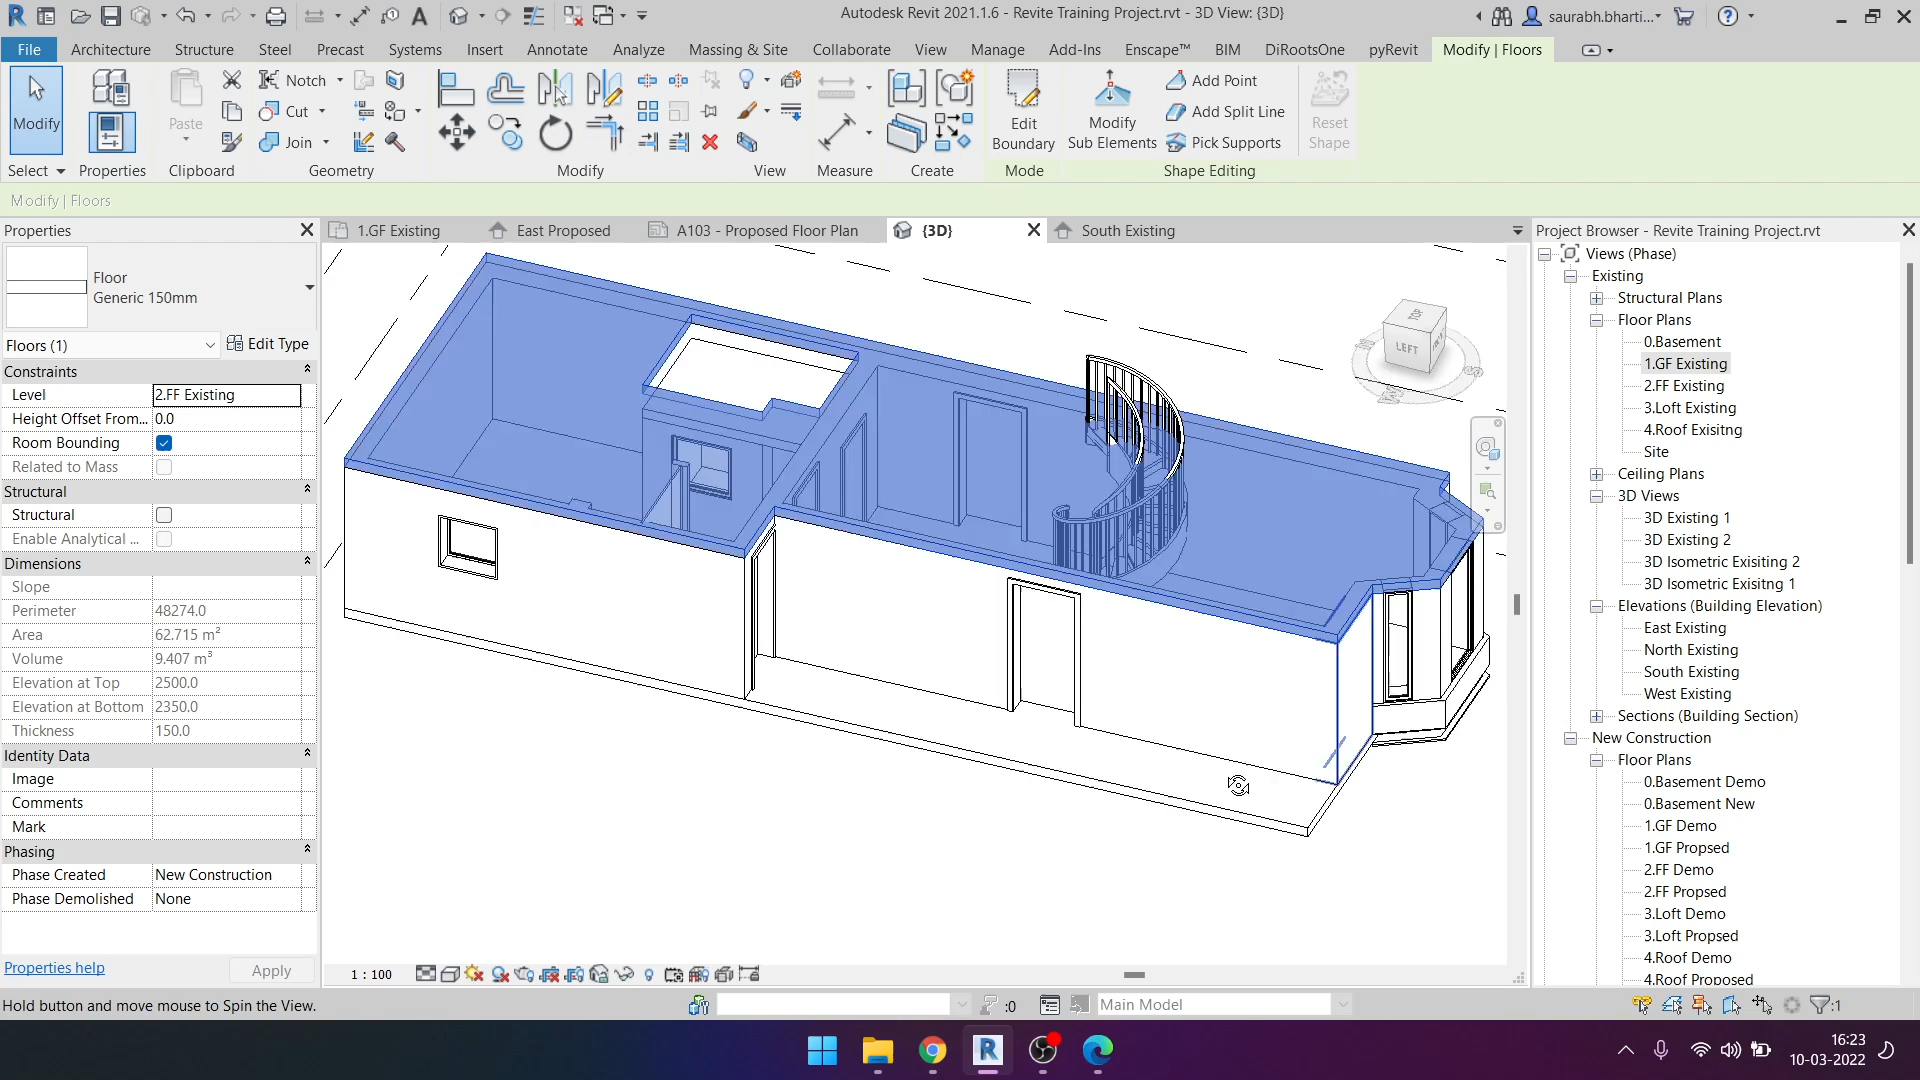 Autodesk Revit 2021.1.6 - Revite Training Project.rvt - 3D View: {3D}
saurabh.bharti...
File Architecture Structure Steel Precast Systems Insert Annotate Analyze Massing & Site Collaborate View Manage Add-Ins Enscape™ BIM DiRootsOne pyRevit Modify | Floors
Modify
Paste
Notch
Cut
Join
Edit
Boundary
Modify
Sub Elements
Add Point
Add Split Line
Pick Supports
Reset
Shape
Select Properties Clipboard Geometry Modify View Measure Create Mode Shape Editing
Modify | Floors
Properties
Floor
Generic 150mm
Floors (1)
Edit Type
Constraints
Level 2.FF Existing
Height Offset From... 0.0
Room Bounding
Related to Mass
Structural
Structural
Enable Analytical ...
Dimensions
Slope
Perimeter 48274.0
Area 62.715 m²
Volume 9.407 m³
Elevation at Top 2500.0
Elevation at Bottom 2350.0
Thickness 150.0
Identity Data
Image
Comments
Mark
Phasing
Phase Created New Construction
Phase Demolished None
Properties help
Apply
1.GF Existing
East Proposed
A103 - Proposed Floor Plan
{3D}
South Existing
TOP
LEFT
1 : 100
Project Browser - Revite Training Project.rvt
Views (Phase)
Existing
Structural Plans
Floor Plans
0.Basement
1.GF Existing
2.FF Existing
3.Loft Existing
4.Roof Exisitng
Site
Ceiling Plans
3D Views
3D Existing 1
3D Existing 2
3D Isometric Exisiting 2
3D Isometric Exisitng 1
Elevations (Building Elevation)
East Existing
North Existing
South Existing
West Existing
Sections (Building Section)
New Construction
Floor Plans
0.Basement Demo
0.Basement New
1.GF Demo
1.GF Propsed
2.FF Demo
2.FF Propsed
3.Loft Demo
3.Loft Propsed
4.Roof Demo
4.Roof Proposed
Hold button and move mouse to Spin the View.
:0
Main Model
:1
16:23
10-03-2022